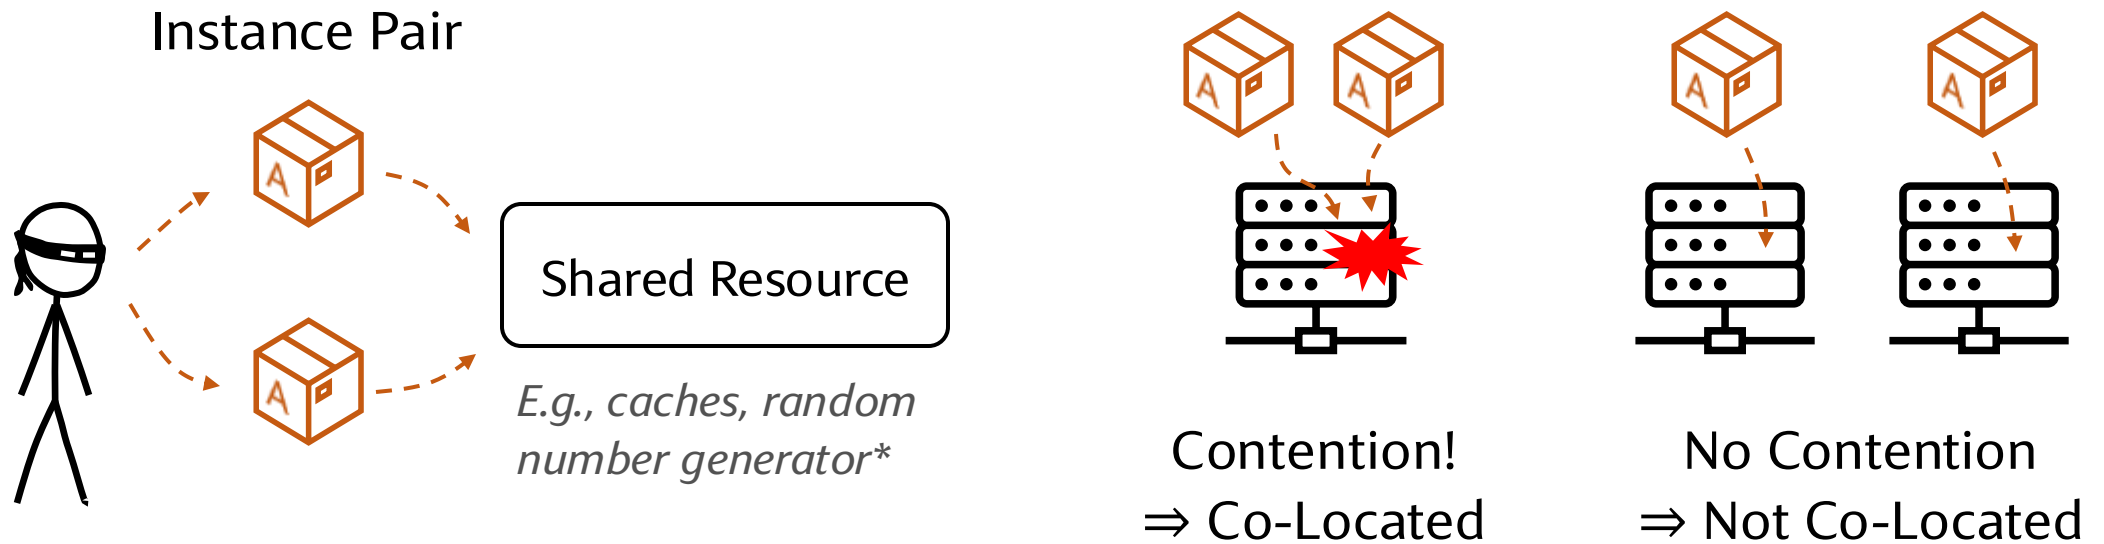 Instance Pair
A
A
Shared Resource
E.g., caches, random
number generator*
A
A
Contention!
⇒ Co-Located
A
A
No Contention
⇒ Not Co-Located